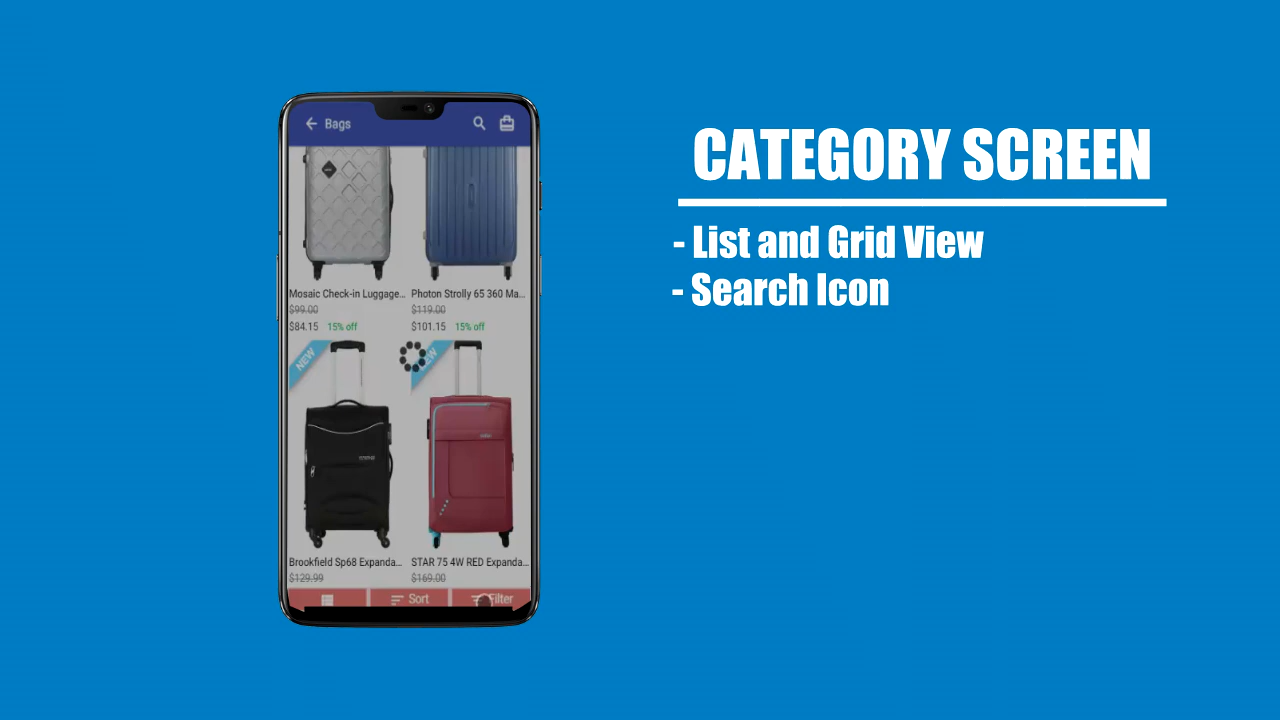 Bags
CATEGORY SCREEN
- List and Grid View
- Search Icon
Mosaic Check-in Luggage... Photon Strolly 65 360 Ma...
$99.00 $119.00
$84.15 15% off $101.15 15% off
NEW
Brookfield Sp68 Expanda... STAR 75 4W RED Expanda...
$129.99 $169.00
Sort Filter